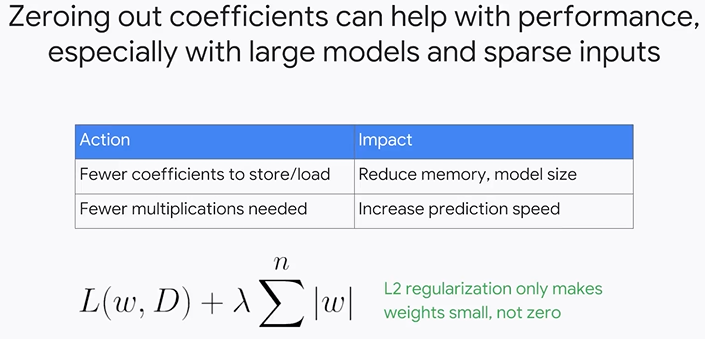 Zeroing out coefficients can help with performance,
especially with large models and sparse inputs
Action Impact
Fewer coefficients to store/load Reduce memory, model size
Fewer multiplications needed Increase prediction speed
n
L(w, D) + λ ∑ |w|
L2 regularization only makes
weights small, not zero